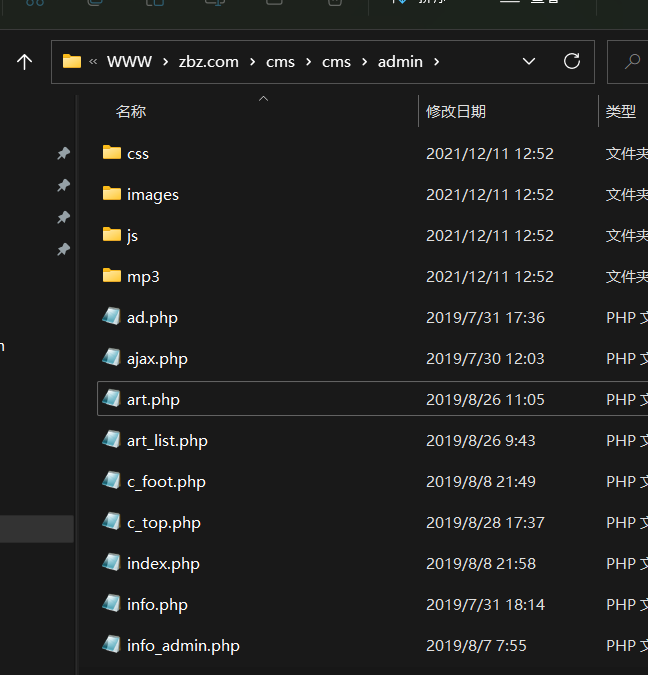 « WWW › zbz.com › cms › cms › admin ›
名称 修改日期 类型
css 2021/12/11 12:52 文件夹
images 2021/12/11 12:52 文件夹
js 2021/12/11 12:52 文件夹
mp3 2021/12/11 12:52 文件夹
ad.php 2019/7/31 17:36 PHP 文
ajax.php 2019/7/30 12:03 PHP 文
art.php 2019/8/26 11:05 PHP 文
art_list.php 2019/8/26 9:43 PHP 文
c_foot.php 2019/8/8 21:49 PHP 文
c_top.php 2019/8/28 17:37 PHP 文
index.php 2019/8/8 21:58 PHP 文
info.php 2019/7/31 18:14 PHP 文
info_admin.php 2019/8/7 7:55 PHP 文